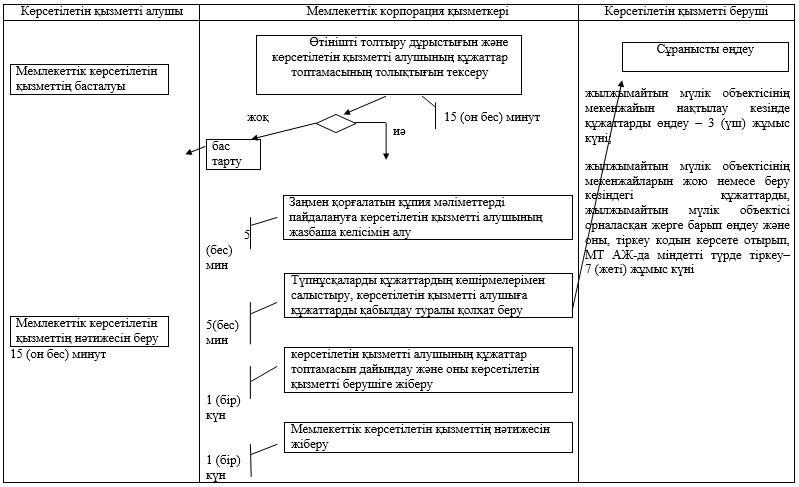 Көрсетілетін қызметті алушы
Мемлекеттік корпорация қызметкері
Көрсетілетін қызметті беруші
Мемлекеттік көрсетілетін
қызметтің басталуы
Мемлекеттік көрсетілетін
қызметтің нәтижесін беру
15 (он бес) минут
Өтінішті толтыру дұрыстығын және
көрсетілетін қызметті алушының құжаттар
топтамасының толықтығын тексеру
жоқ
иә
15 (он бес) минут
бас
тарту
Заңмен қорғалатын құпия мәліметтерді
пайдалануға көрсетілетін қызметті алушының
жазбаша келісімін алу
5
(бес)
мин
Түпнұсқаларды құжаттардың көшірмелерімен
салыстыру, көрсетілетін қызметті алушыға
құжаттарды қабылдау туралы қолхат беру
5(бес)
мин
көрсетілетін қызметті алушының құжаттар
топтамасын дайындау және оны көрсетілетін
қызметті берушіге жіберу
1 (бір)
күн
Мемлекеттік көрсетілетін қызметтің нәтижесін
жіберу
1 (бір)
күн
Сұранысты өңдеу
жылжымайтын мүлік объектісінің
мекенжайын нақтылау кезінде
құжаттарды өңдеу – 3 (үш) жұмыс
күні;
жылжымайтын мүлік объектісінің
мекенжайларын жою немесе беру
кезіндегі құжаттарды,
жылжымайтын мүлік объектісі
орналасқан жерге барып өңдеу және
оны, тіркеу кодын көрсете отырып,
МТ АЖ-да міндетті түрде тіркеу–
7 (жеті) жұмыс күні